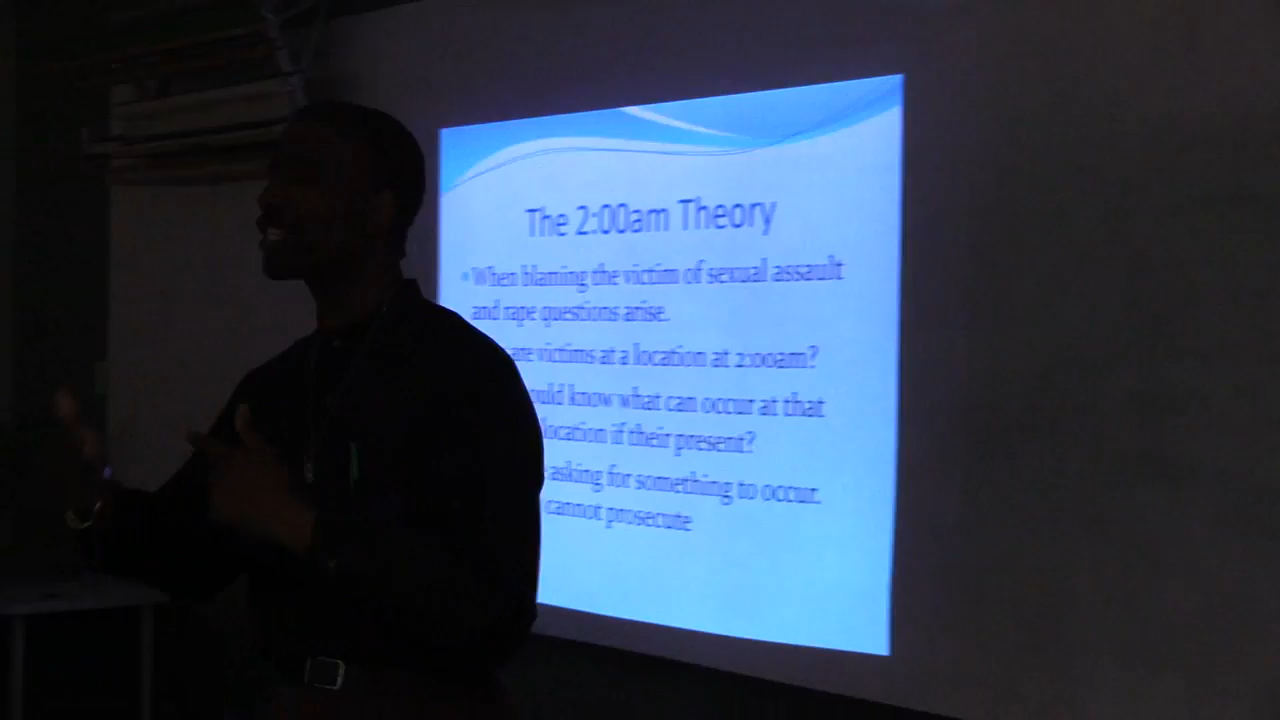 The 2:00am Theory
When blaming the victim of sexual assault
and rape questions arise.
are victims at a location at 2:00am?
ould know what can occur at that
location if their present?
asking for something to occur.
cannot prosecute